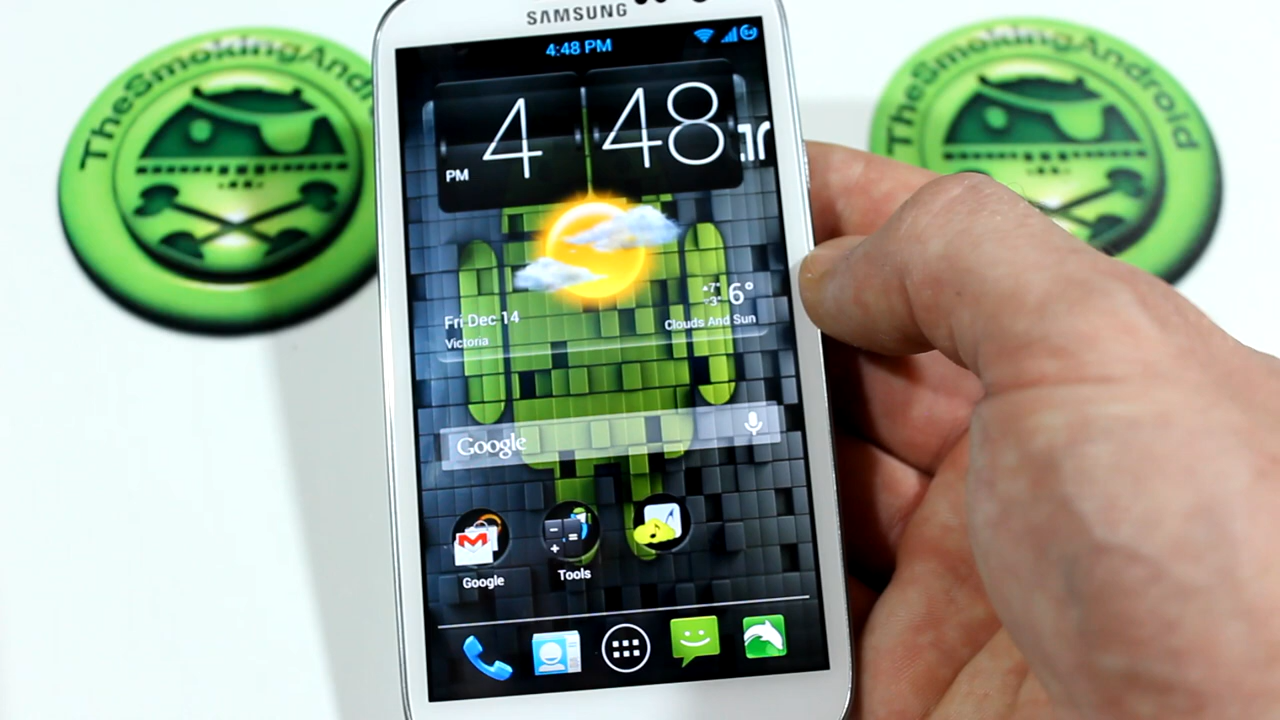 TheSmokingAndroid
TheSmokingAndroid
SAMSUNG
4:48 PM
PM 4 48
+7°
-3°
6°
Fri Dec 14
Clouds And Sun
Victoria
Google
Google
Tools